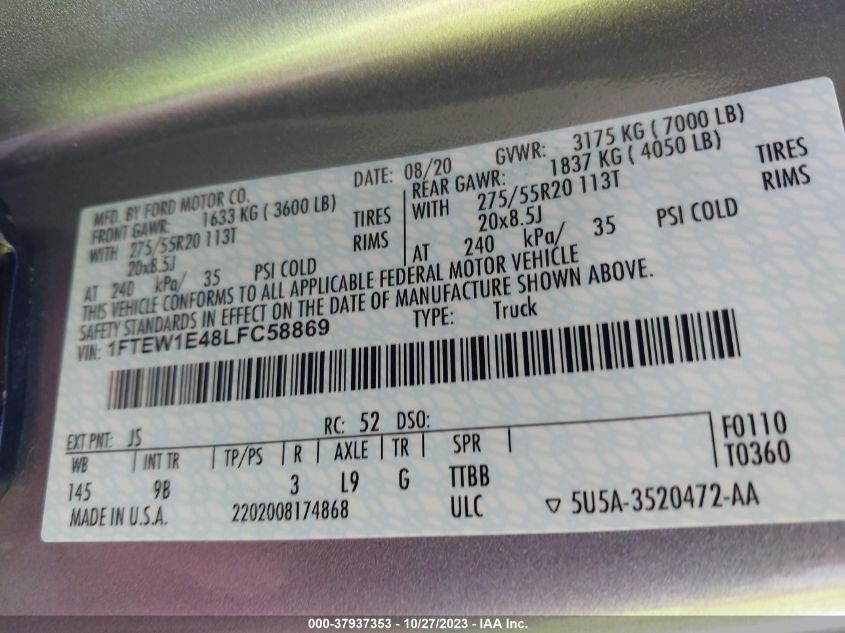 MFD. BY FORD MOTOR CO.
DATE: 08/20
GVWR: 3175 KG ( 7000 LB)
FRONT GAWR: 1633 KG ( 3600 LB)
WITH 275/55R20 113T TIRES
20x8.5J RIMS
AT 240 kPa/ 35 PSI COLD
REAR GAWR: 1837 KG ( 4050 LB)
WITH 275/55R20 113T TIRES
20x8.5J RIMS
AT 240 kPa/ 35 PSI COLD
THIS VEHICLE CONFORMS TO ALL APPLICABLE FEDERAL MOTOR VEHICLE
SAFETY STANDARDS IN EFFECT ON THE DATE OF MANUFACTURE SHOWN ABOVE.
VIN: 1FTEW1E48LFC58869 TYPE: Truck
EXT PNT: JS RC: 52 DSO:
WB INT TR TP/PS R AXLE TR SPR F0110
T0360
145 9B 3 L9 G TTBB
MADE IN U.S.A. 2202008174868 ULC 5U5A-3520472-AA
000-37937353 - 10/27/2023 - IAA Inc.